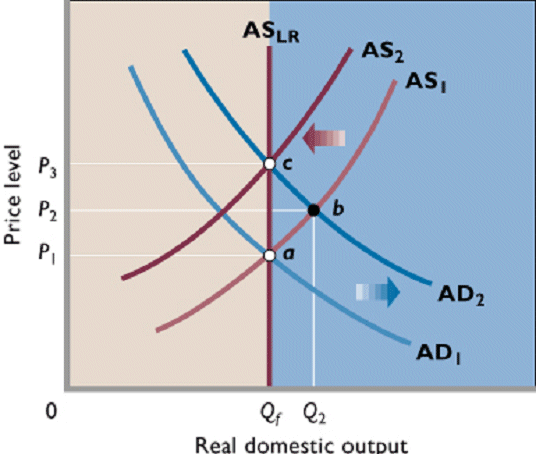 AS_LR
AS_2
AS_1
P_3
c
Price level
P_2
b
P_1
a
AD_2
AD_1
0
Q_f
Q_2
Real domestic output